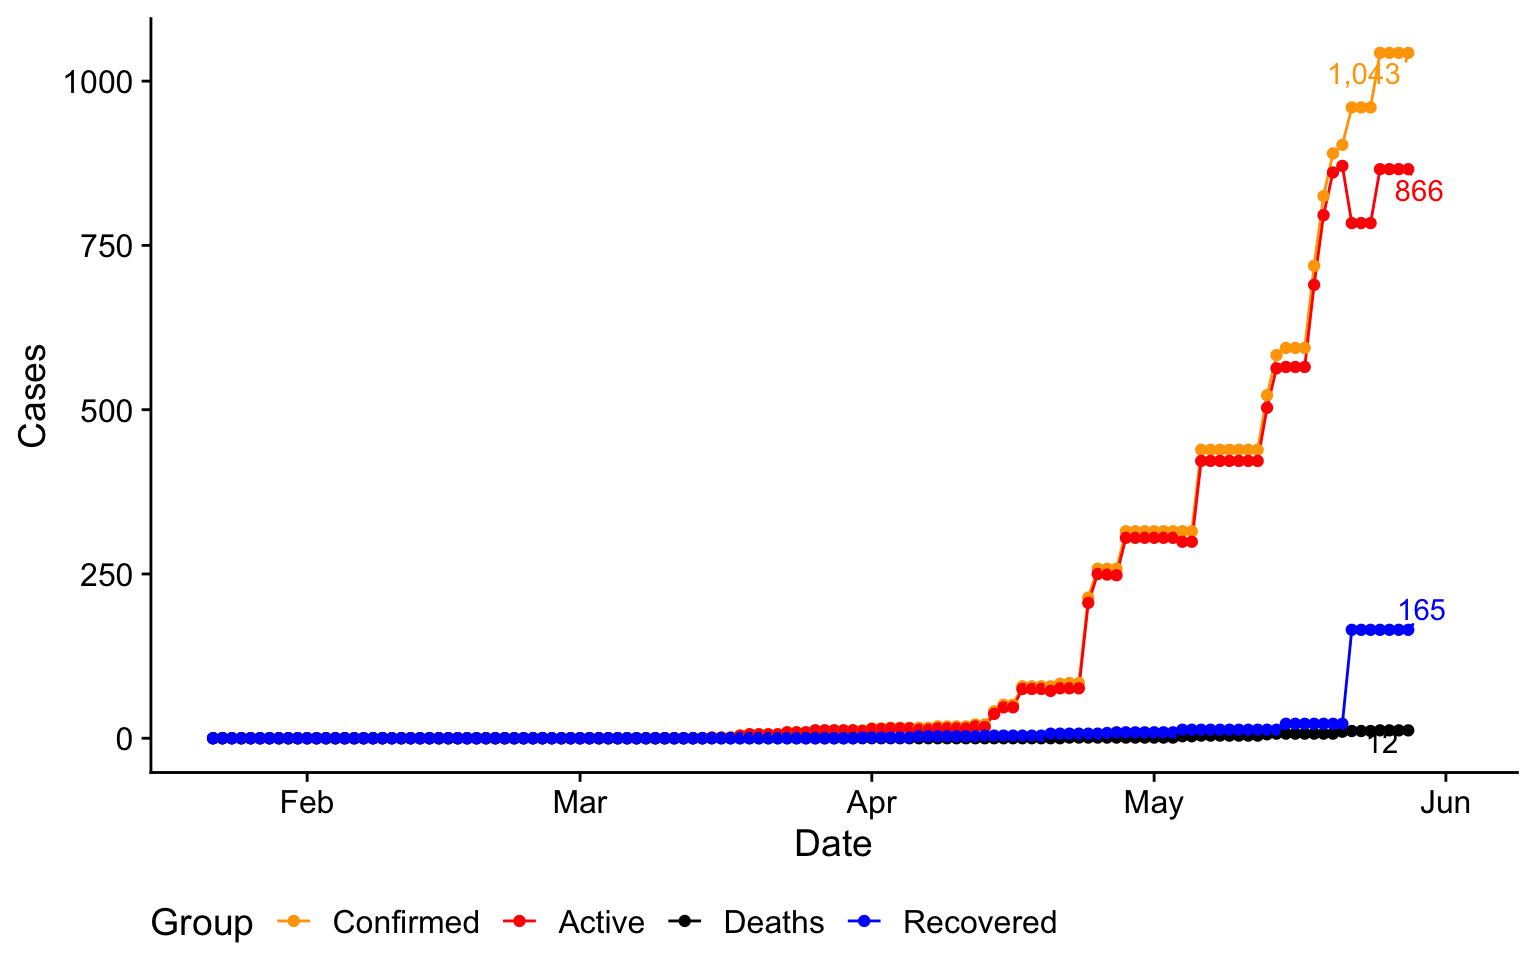 1000
1,043
866
750
Cases
500
250
165
0
12
Feb Mar Apr May Jun
Date
Group Confirmed Active Deaths Recovered